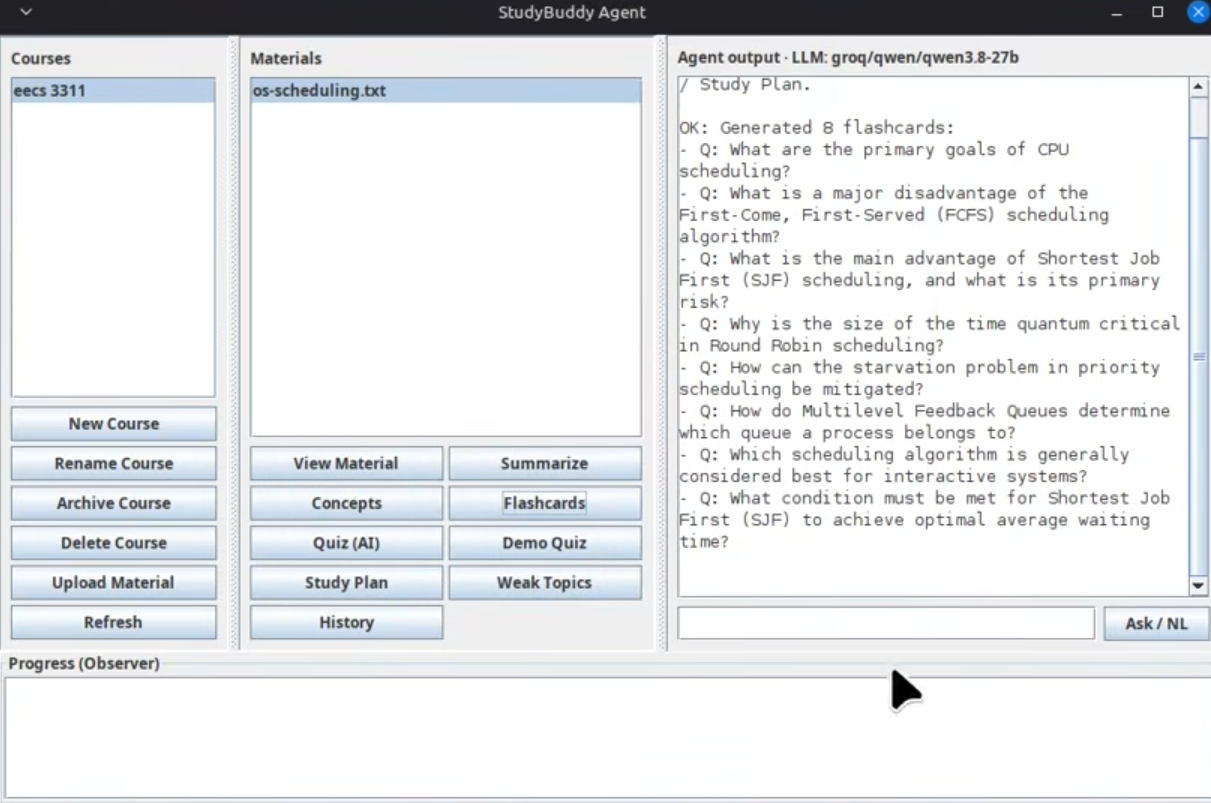 StudyBuddy Agent
Courses
eecs 3311
New Course
Rename Course
Archive Course
Delete Course
Upload Material
Refresh
Materials
os-scheduling.txt
View Material
Summarize
Concepts
Flashcards
Quiz (AI)
Demo Quiz
Study Plan
Weak Topics
History
Agent output · LLM: groq/qwen/qwen3.8-27b
/ Study Plan.
OK: Generated 8 flashcards:
- Q: What are the primary goals of CPU
scheduling?
- Q: What is a major disadvantage of the
First-Come, First-Served (FCFS) scheduling
algorithm?
- Q: What is the main advantage of Shortest Job
First (SJF) scheduling, and what is its primary
risk?
- Q: Why is the size of the time quantum critical
in Round Robin scheduling?
- Q: How can the starvation problem in priority
scheduling be mitigated?
- Q: How do Multilevel Feedback Queues determine
which queue a process belongs to?
- Q: Which scheduling algorithm is generally
considered best for interactive systems?
- Q: What condition must be met for Shortest Job
First (SJF) to achieve optimal average waiting
time?
Ask / NL
Progress (Observer)